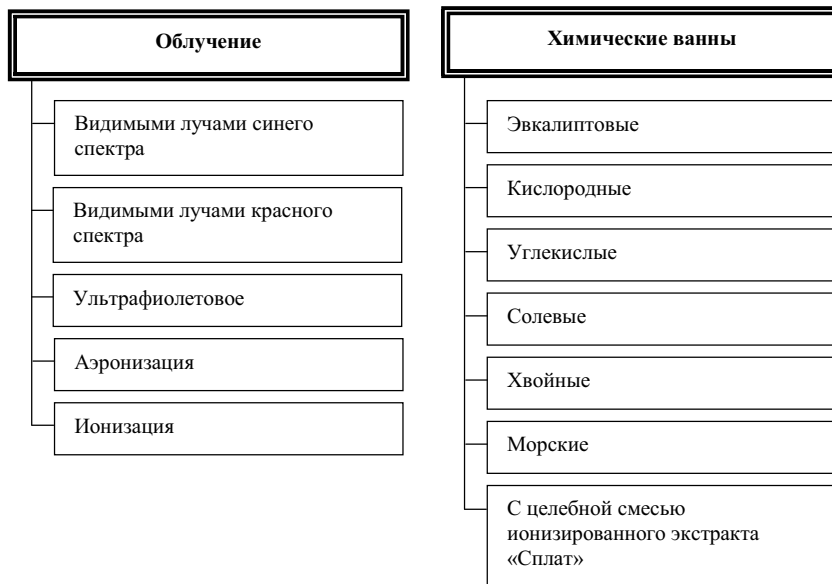 Облучение
Видимыми лучами синего
спектра
Видимыми лучами красного
спектра
Ультрафиолетовое
Аэронизация
Ионизация
Химические ванны
Эвкалиптовые
Кислородные
Углекислые
Солевые
Хвойные
Морские
С целебной смесью
ионизированного экстракта
«Сплат»